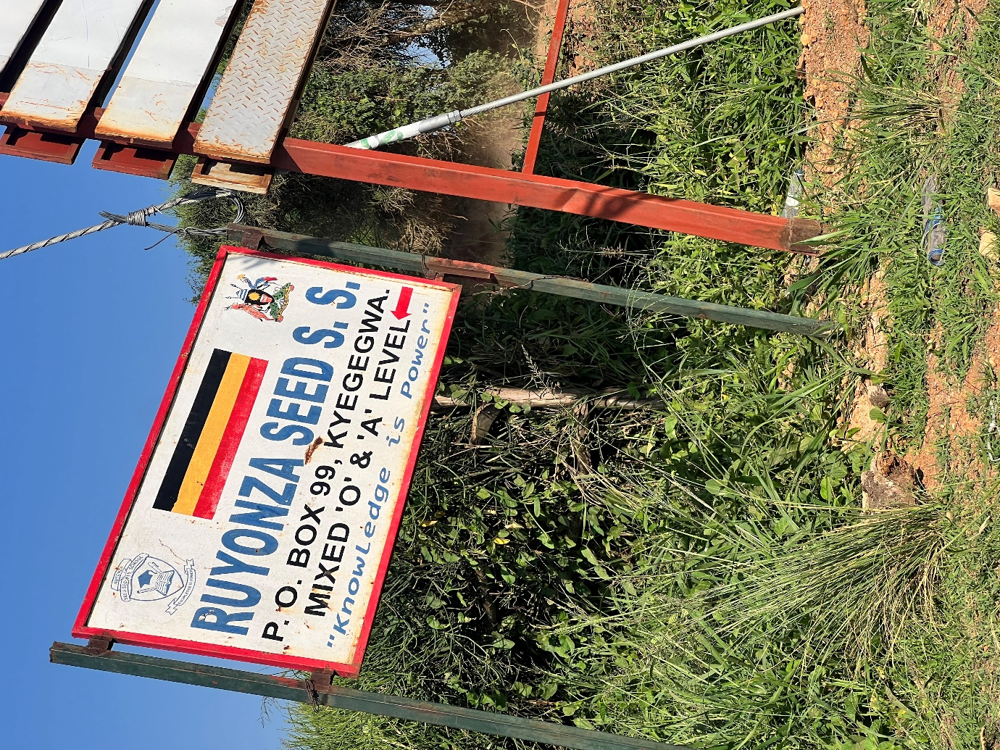 RUYONZA SEED S. S.
P. O. BOX 99, KYEGEGWA.
MIXED 'O' & 'A' LEVEL
"Knowledge is Power"